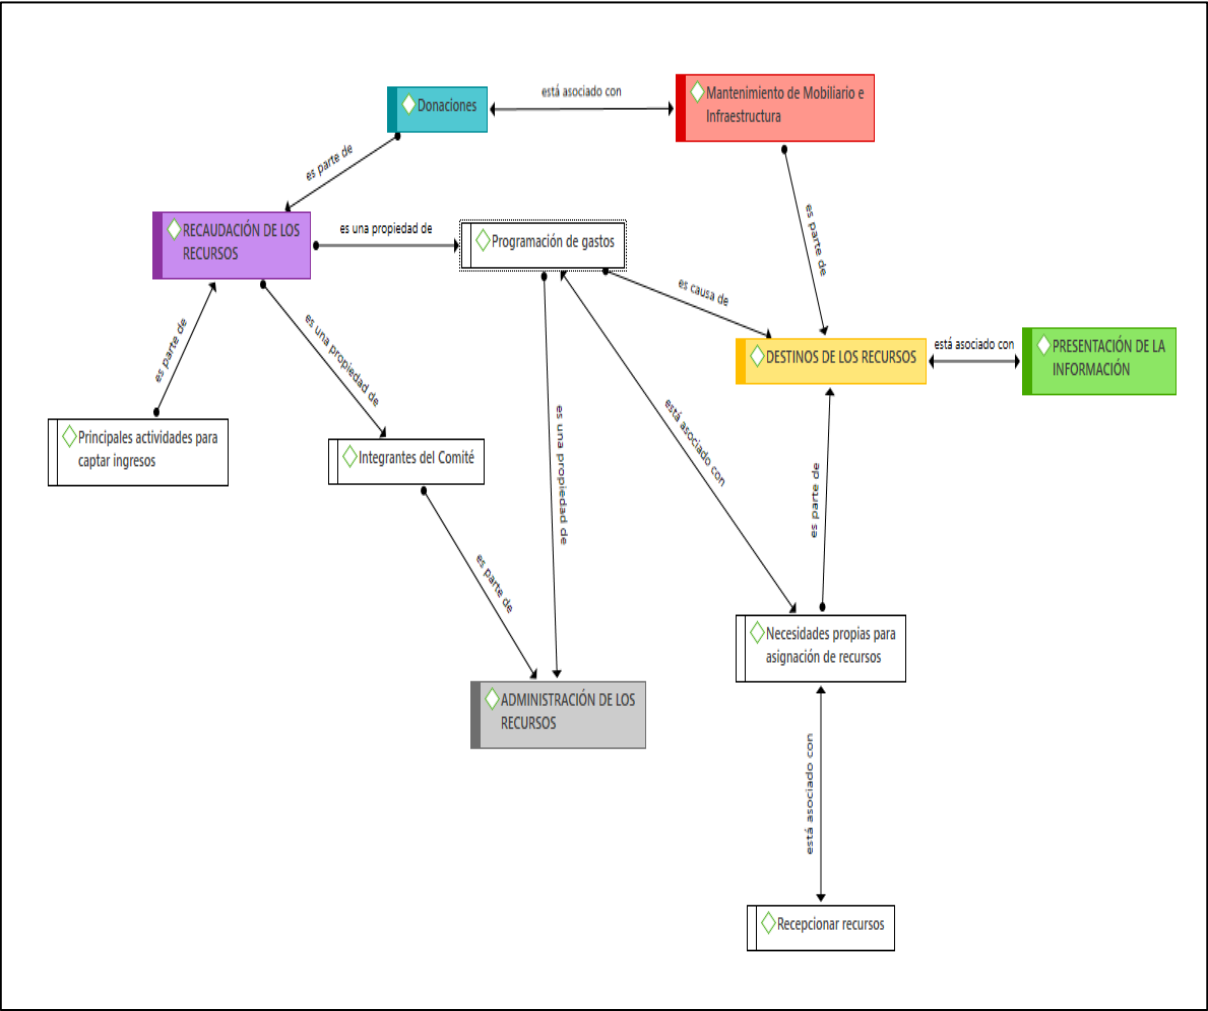 está asociado con
Donaciones
Mantenimiento de Mobiliario e
Infraestructura
es parte de
es parte de
RECAUDACIÓN DE LOS
RECURSOS
es una propiedad de
Programación de gastos
es causa de
es parte de
es una propiedad de
DESTINOS DE LOS RECURSOS
está asociado con
PRESENTACIÓN DE LA
INFORMACIÓN
Principales actividades para
captar ingresos
Integrantes del Comité
es una propiedad de
está asociado con
es parte de
es parte de
Necesidades propias para
asignación de recursos
ADMINISTRACIÓN DE LOS
RECURSOS
está asociado con
Recepcionar recursos